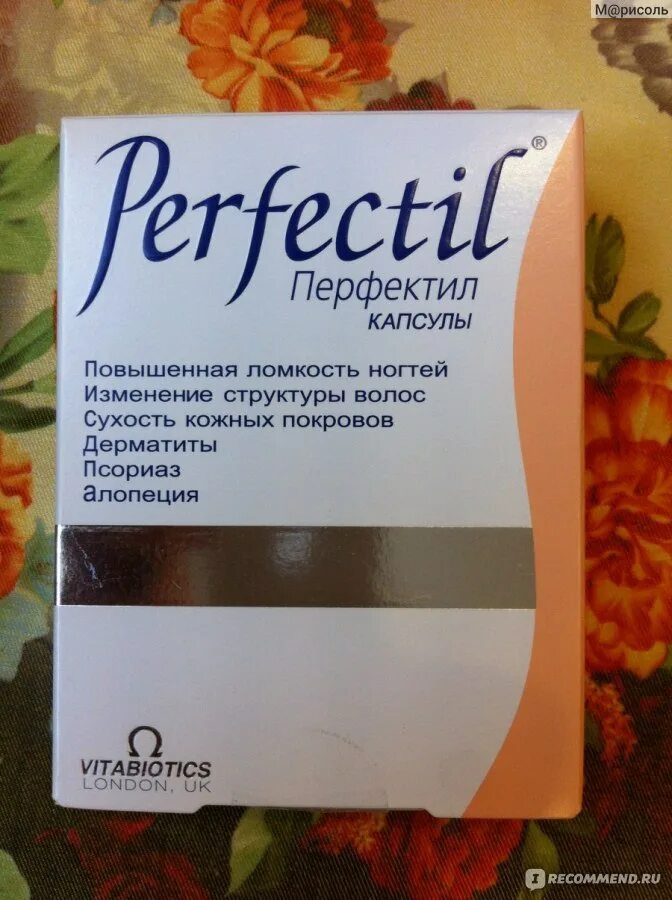 М@рисоль
Perfectil®
Перфектил
КАПСУЛЫ
Повышенная ломкость ногтей
Изменение структуры волос
Сухость кожных покровов
Дерматиты
Псориаз
Алопеция
VITABIOTICS
LONDON, UK
IRECOMMEND.RU